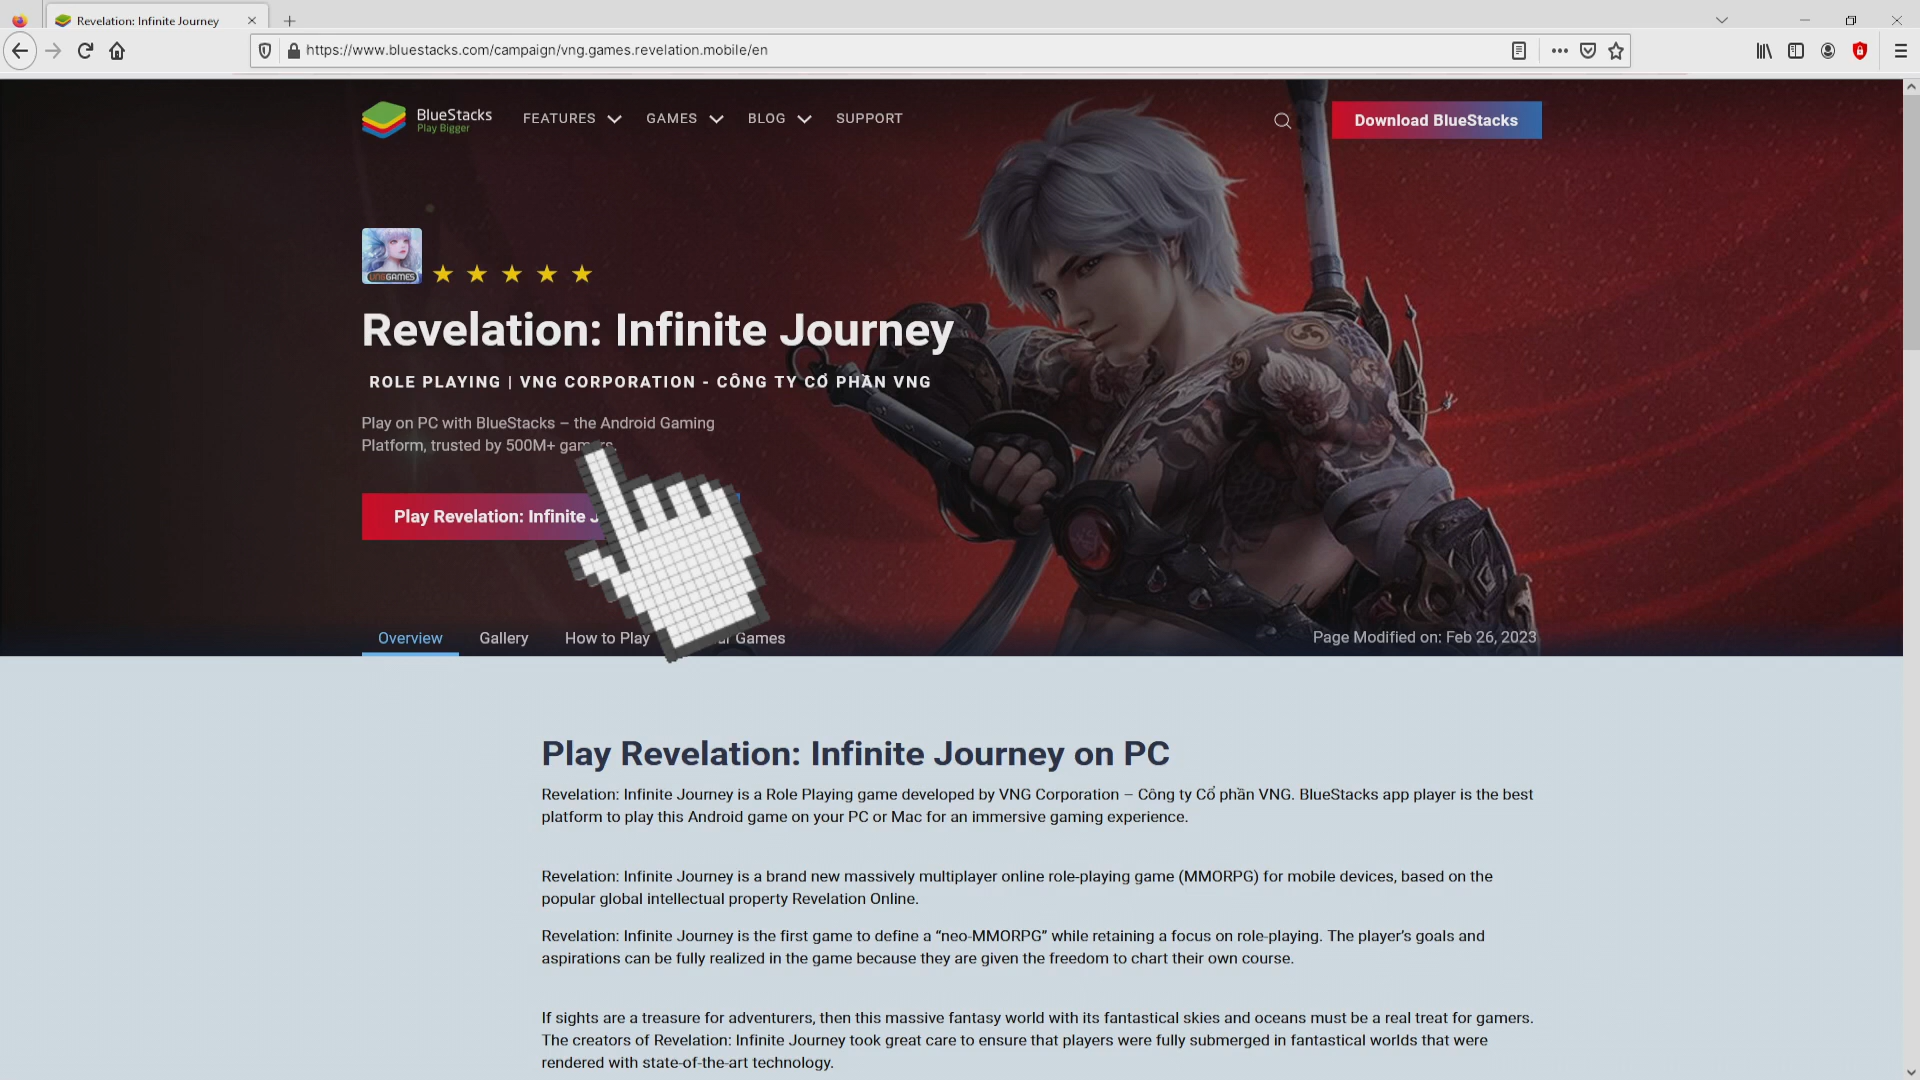 Revelation: Infinite Journey
https://www.bluestacks.com/campaign/vng.games.revelation.mobile/en
BlueStacks
Play Bigger
FEATURES
GAMES
BLOG
SUPPORT
Download BlueStacks
VNGGAMES
Revelation: Infinite Journey
ROLE PLAYING | VNG CORPORATION - CÔNG TY CỔ PHẦN VNG
Play on PC with BlueStacks – the Android Gaming
Platform, trusted by 500M+ gamers.
Play Revelation: Infinite J
Overview
Gallery
How to Play
Games
Page Modified on: Feb 26, 2023
Play Revelation: Infinite Journey on PC
Revelation: Infinite Journey is a Role Playing game developed by VNG Corporation – Công ty Cổ phần VNG. BlueStacks app player is the best
platform to play this Android game on your PC or Mac for an immersive gaming experience.
Revelation: Infinite Journey is a brand new massively multiplayer online role-playing game (MMORPG) for mobile devices, based on the
popular global intellectual property Revelation Online.
Revelation: Infinite Journey is the first game to define a “neo-MMORPG” while retaining a focus on role-playing. The player’s goals and
aspirations can be fully realized in the game because they are given the freedom to chart their own course.
If sights are a treasure for adventurers, then this massive fantasy world with its fantastical skies and oceans must be a real treat for gamers.
The creators of Revelation: Infinite Journey took great care to ensure that players were fully submerged in fantastical worlds that were
rendered with state-of-the-art technology.